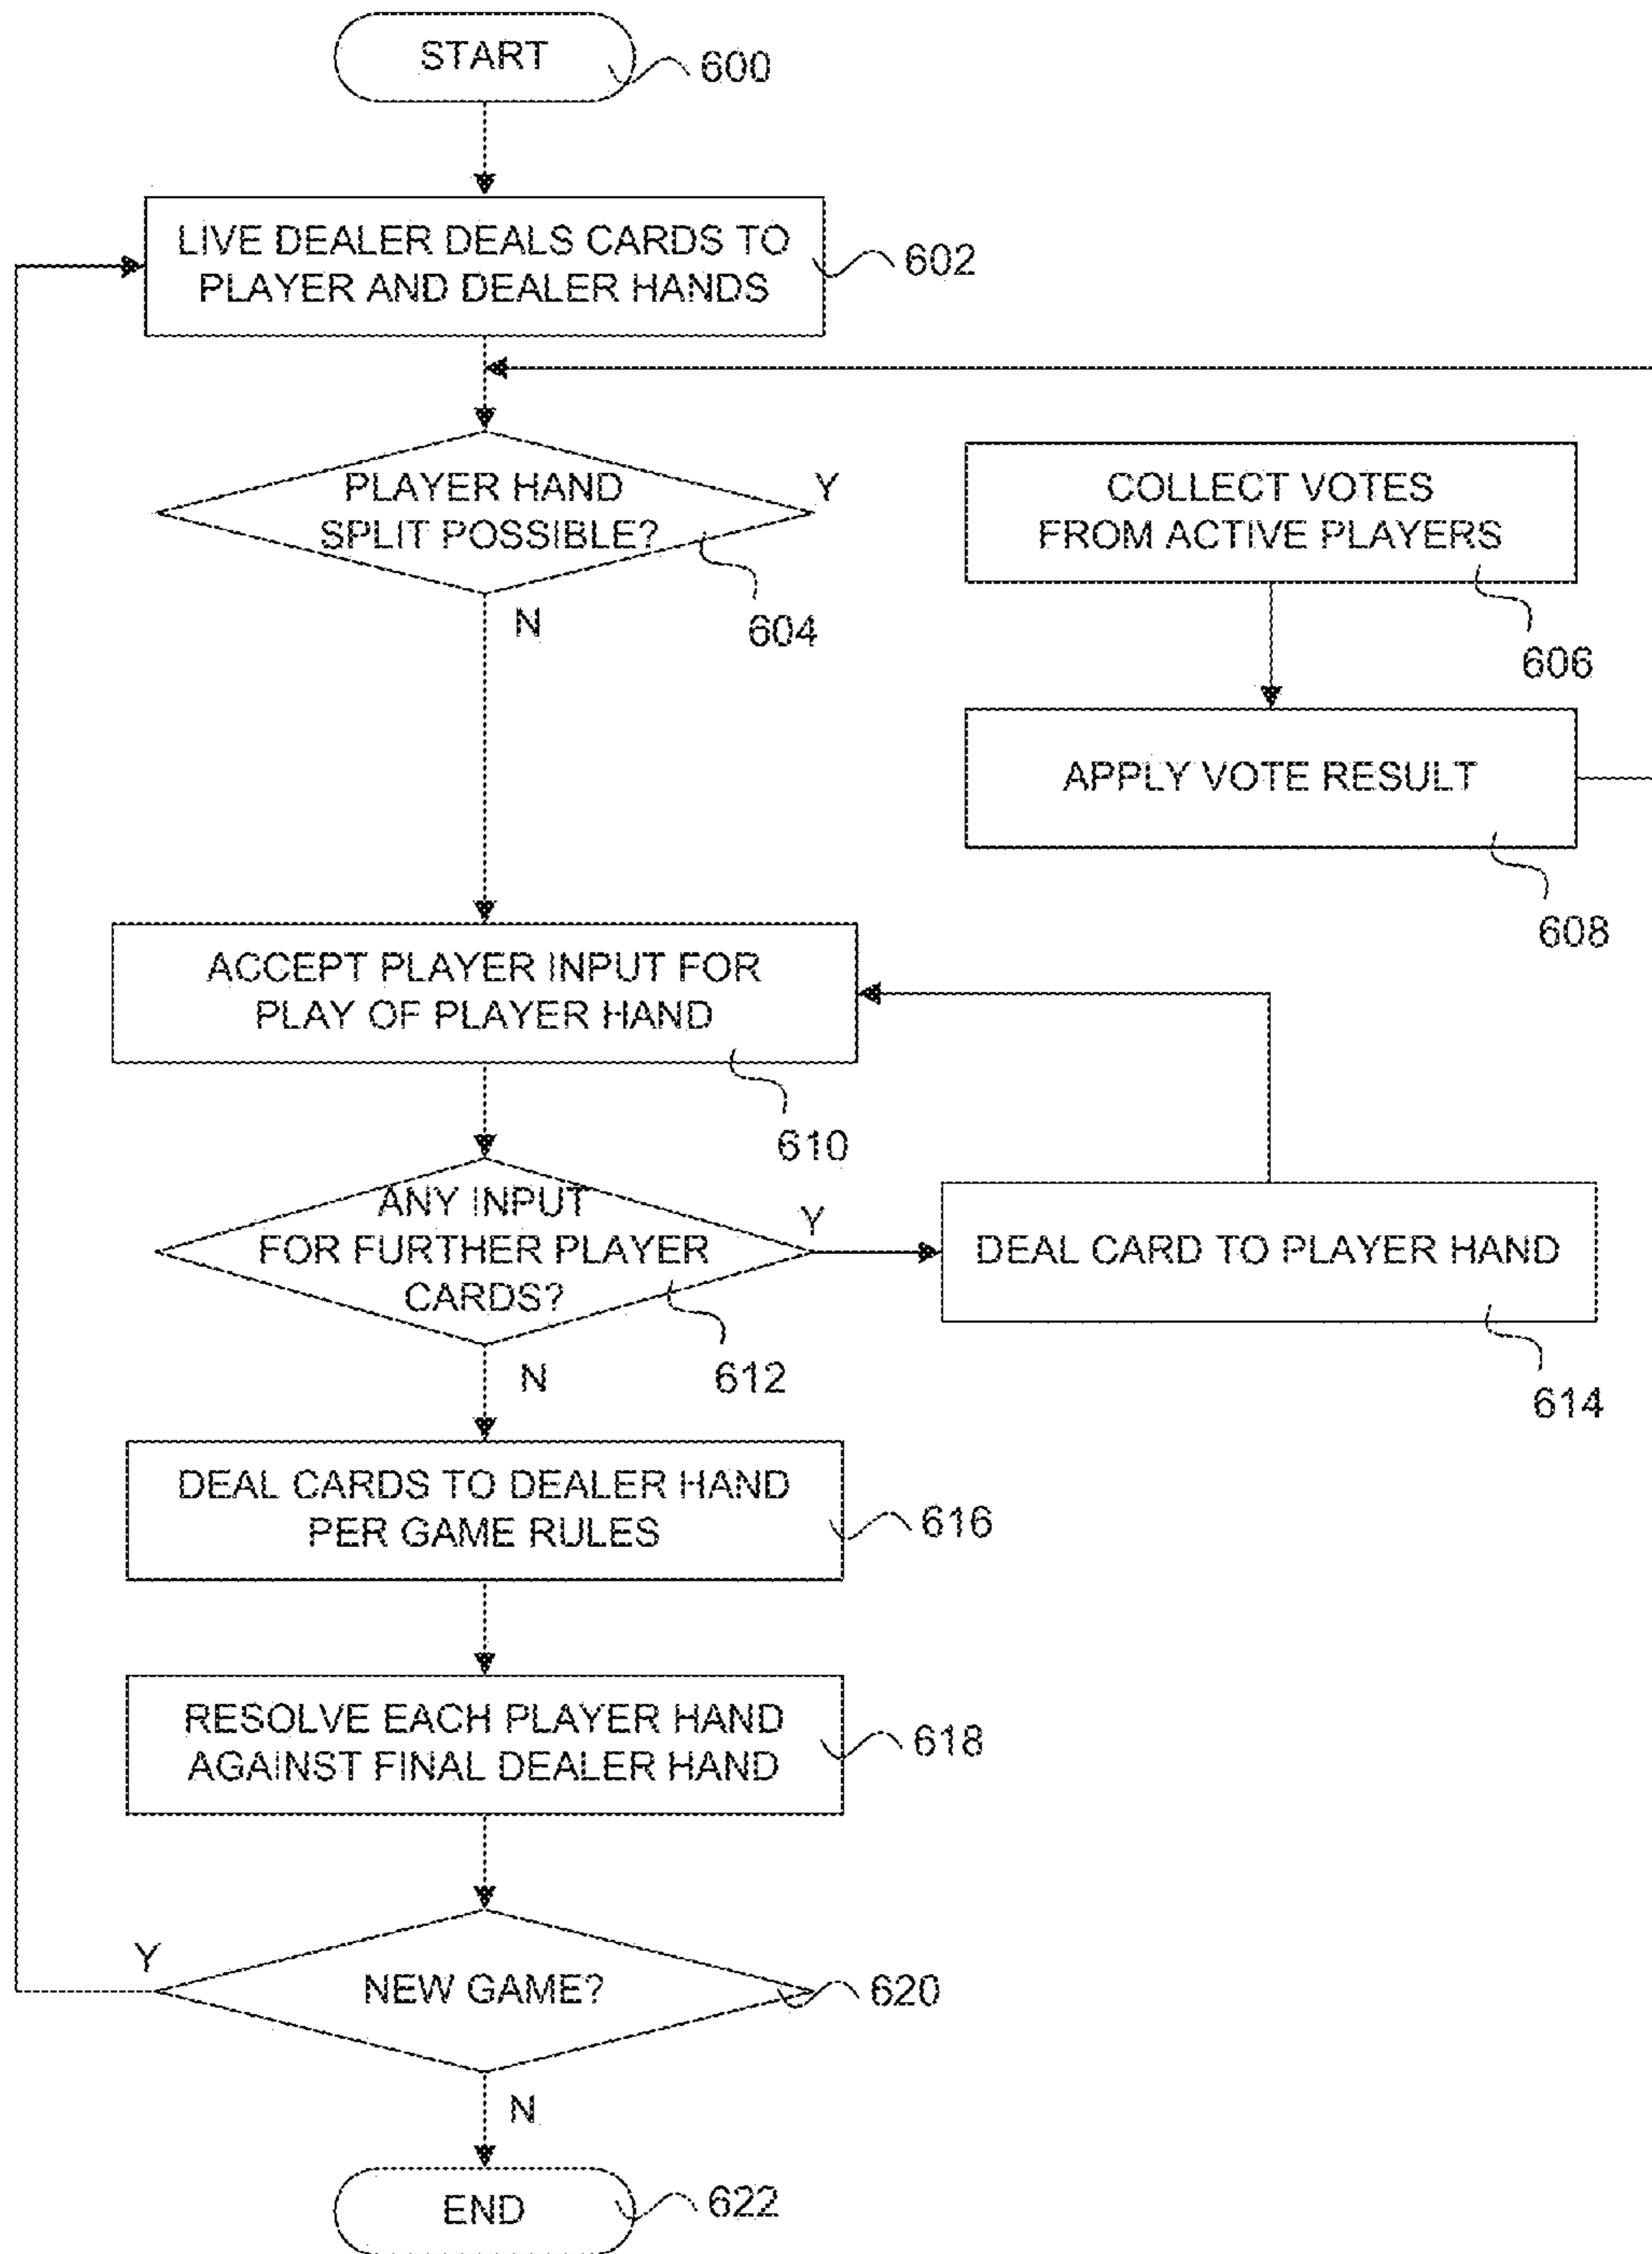 START
600
LIVE DEALER DEALS CARDS TO
PLAYER AND DEALER HANDS
602
PLAYER HAND
SPLIT POSSIBLE?
Y
604
N
COLLECT VOTES
FROM ACTIVE PLAYERS
606
APPLY VOTE RESULT
608
ACCEPT PLAYER INPUT FOR
PLAY OF PLAYER HAND
610
ANY INPUT
FOR FURTHER PLAYER
CARDS?
Y
612
N
DEAL CARD TO PLAYER HAND
614
DEAL CARDS TO DEALER HAND
PER GAME RULES
616
RESOLVE EACH PLAYER HAND
AGAINST FINAL DEALER HAND
618
Y
NEW GAME?
620
N
END
622